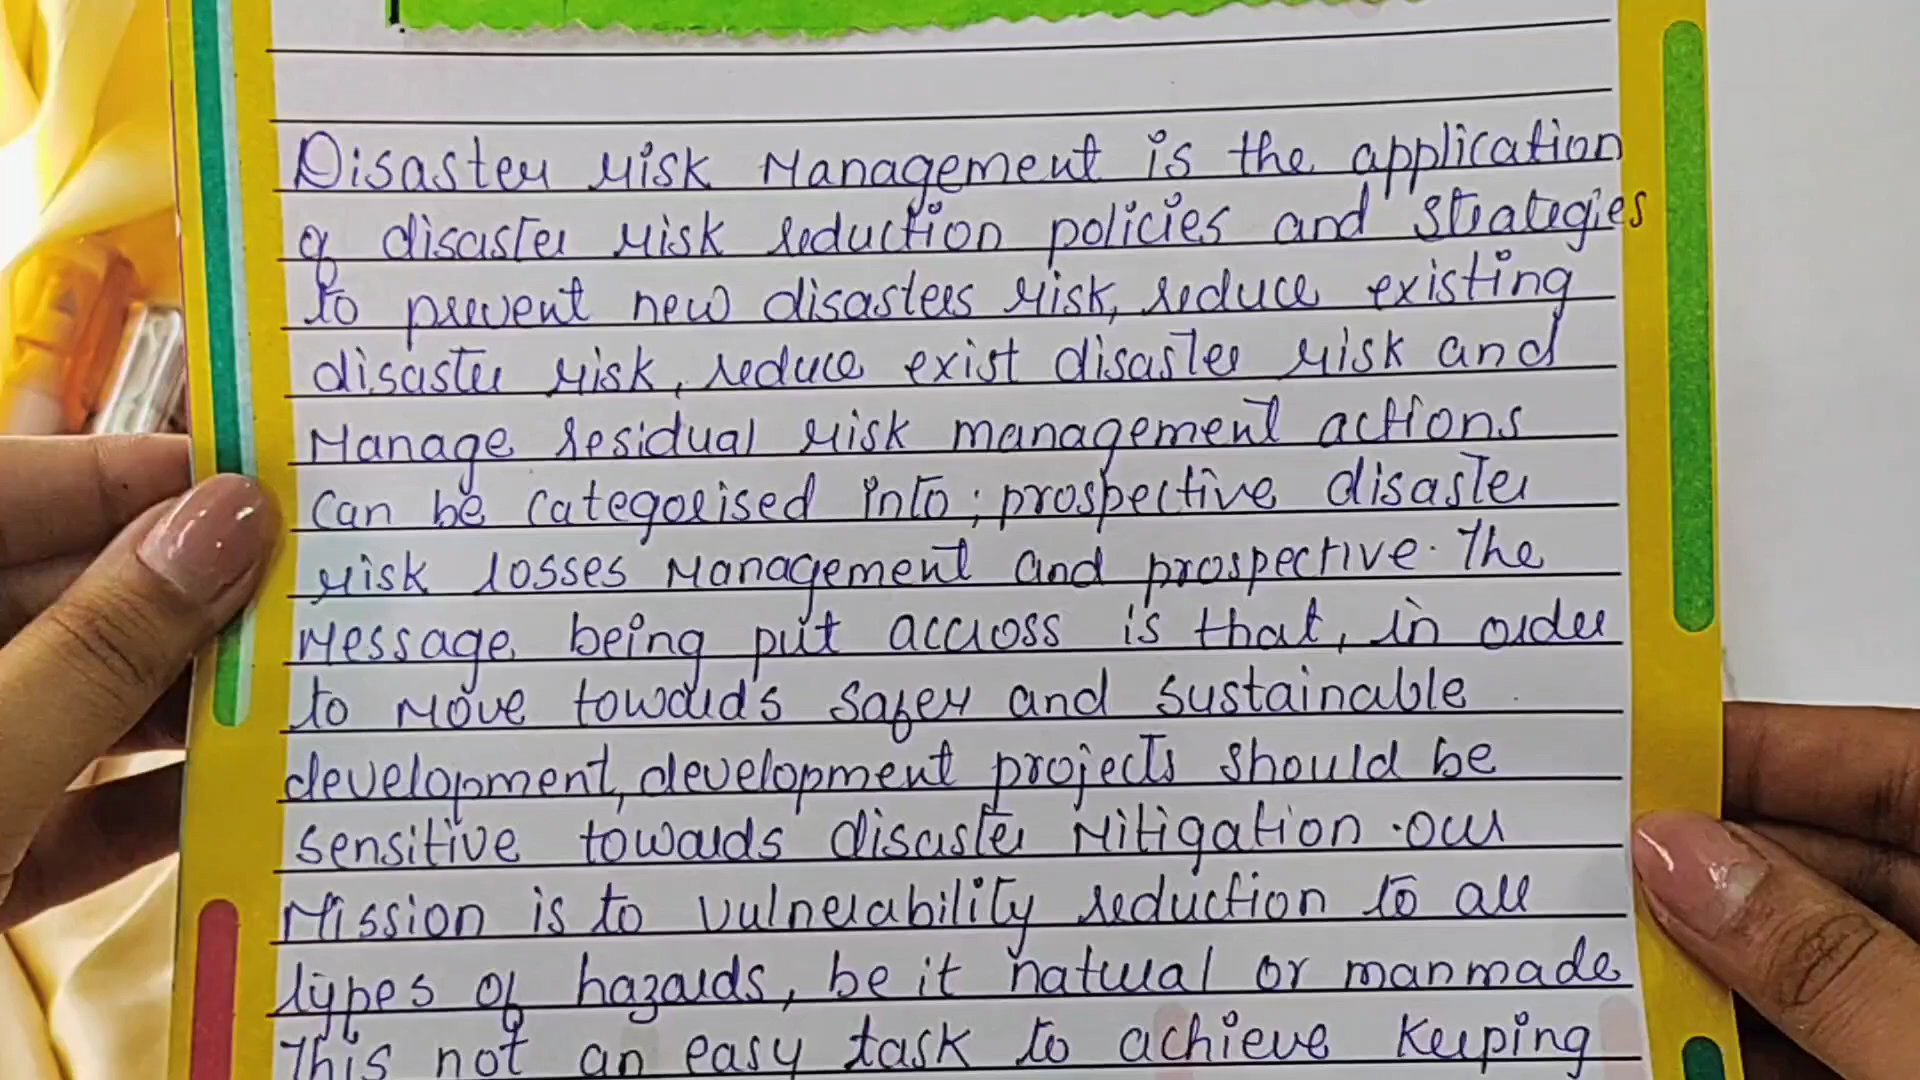 Disaster risk Management is the application
of disaster risk reduction policies and strategies
to prevent new disasters risk, reduce existing
disaster risk, reduce exist disaster risk and
Manage residual risk management actions
can be categorised into; prospective disaster
risk losses Management and prospective. The
Message being put accross is that, in order
to Move towards safer and sustainable
development, development projects should be
sensitive towards disaster Mitigation. our
Mission is to vulnerability reduction to all
types of hazards, be it natural or manmade
This not an easy task to achieve keeping